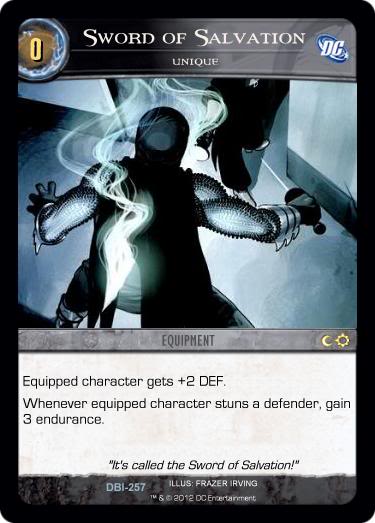 0
SWORD OF SALVATION
DC
UNIQUE
EQUIPMENT
Equipped character gets +2 DEF.
Whenever equipped character stuns a defender, gain
3 endurance.
"It's called the Sword of Salvation!"
DBI-257 ILLUS: FRAZER IRVING
™ & © 2012 DC Entertainment